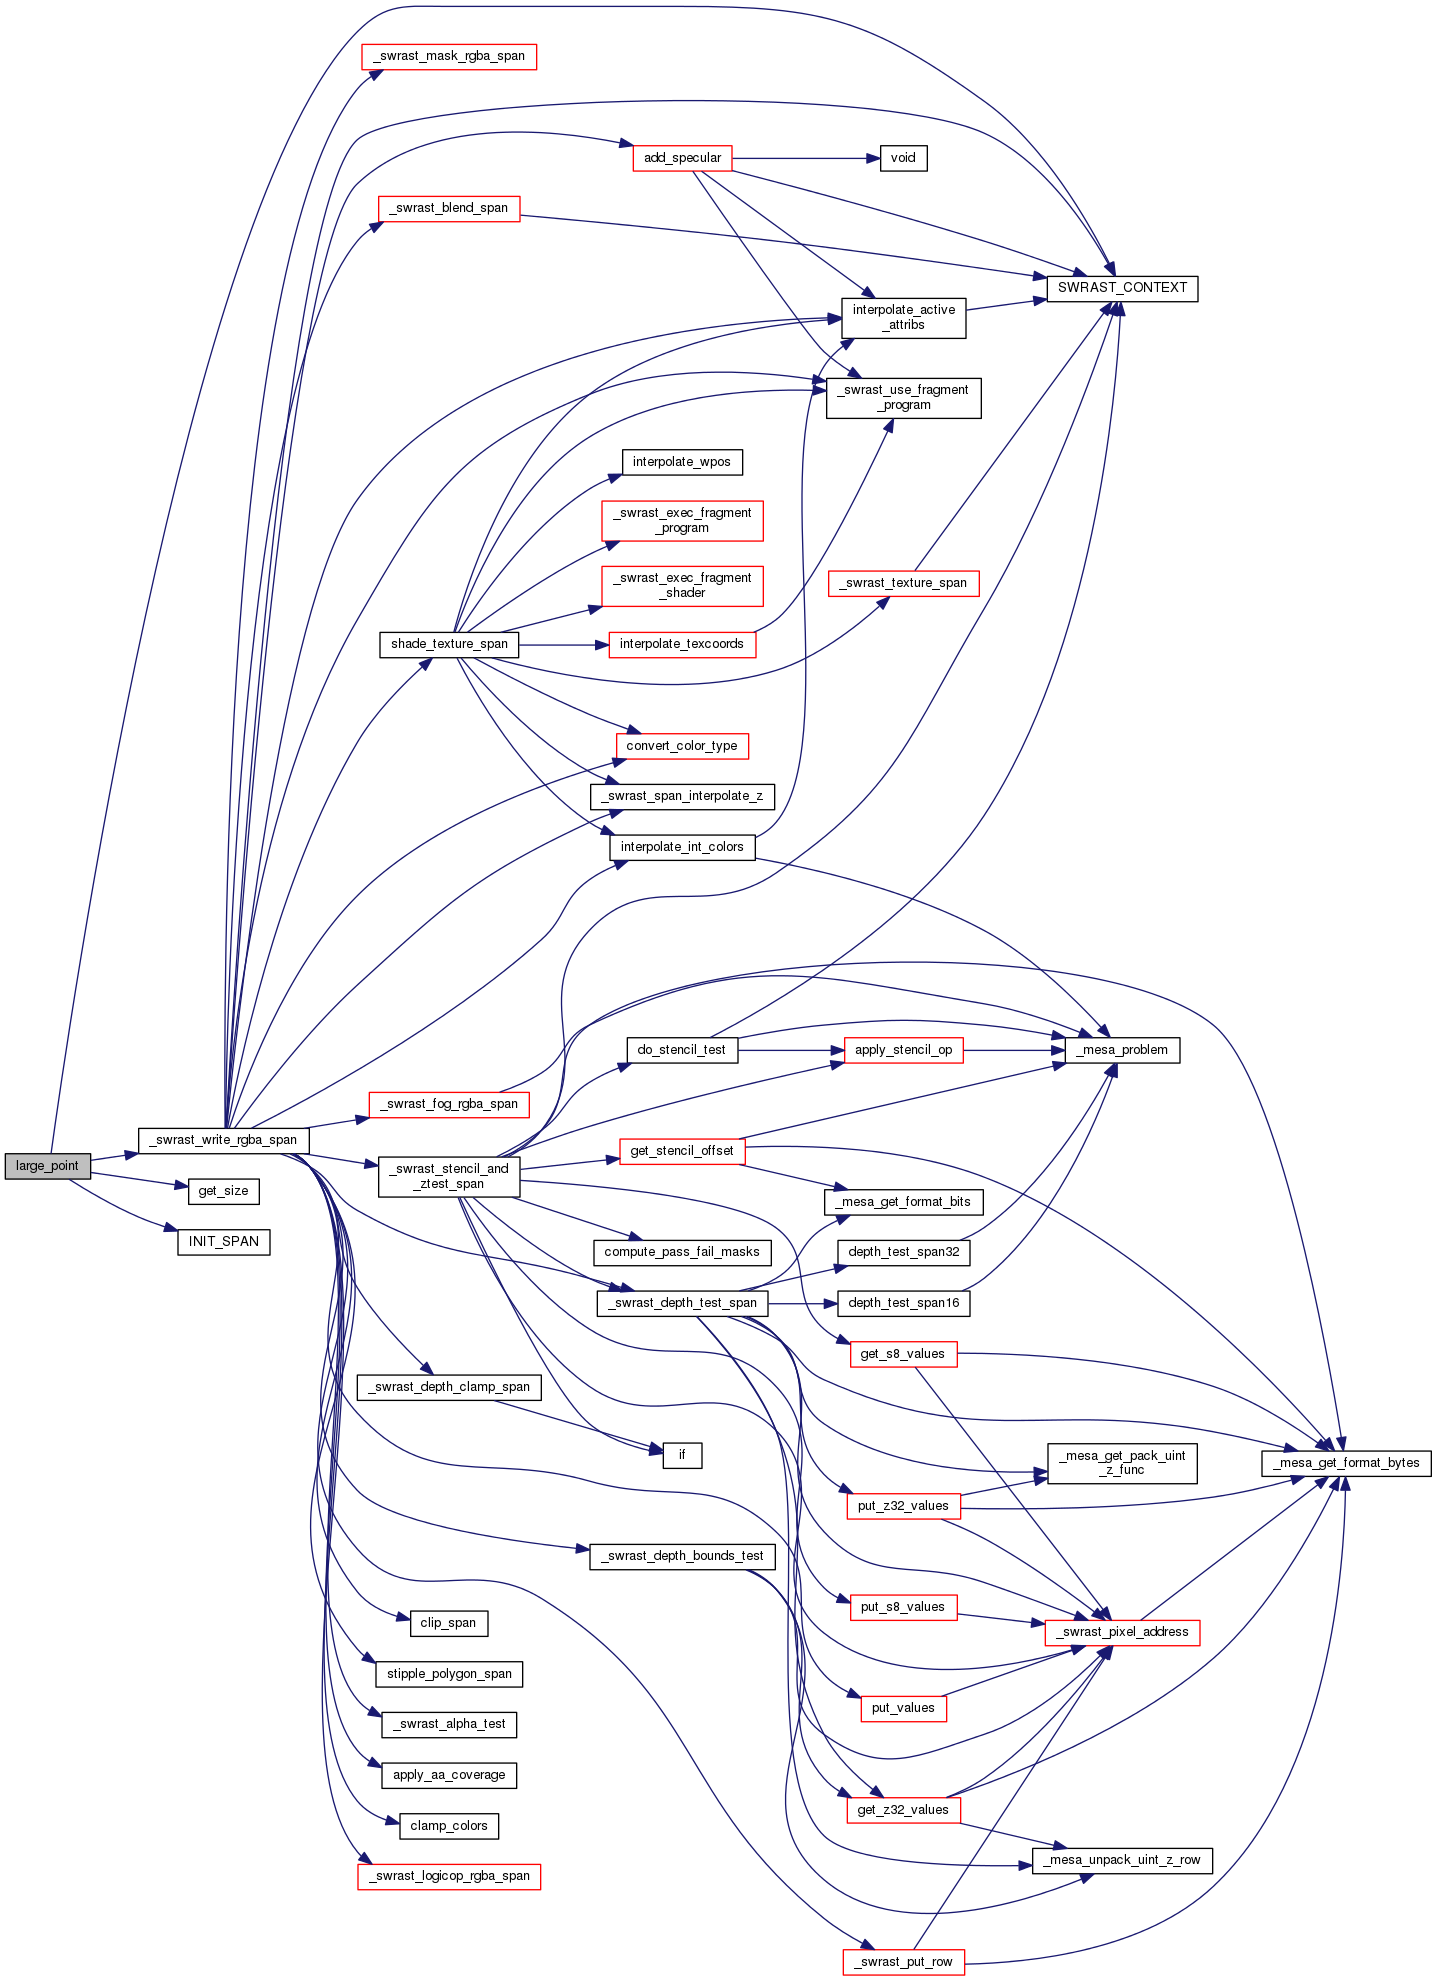 _swrast_mask_rgba_span
add_specular
void
_swrast_blend_span
SWRAST_CONTEXT
interpolate_active
_attribs
_swrast_use_fragment
_program
interpolate_wpos
_swrast_exec_fragment
_program
_swrast_exec_fragment
_shader
_swrast_texture_span
shade_texture_span
interpolate_texcoords
convert_color_type
_swrast_span_interpolate_z
interpolate_int_colors
do_stencil_test
apply_stencil_op
_mesa_problem
_swrast_fog_rgba_span
_swrast_write_rgba_span
large_point
get_stencil_offset
_swrast_stencil_and
_ztest_span
get_size
_mesa_get_format_bits
INIT_SPAN
compute_pass_fail_masks
depth_test_span32
_swrast_depth_test_span
depth_test_span16
get_s8_values
_swrast_depth_clamp_span
if
_mesa_get_pack_uint
_z_func
_mesa_get_format_bytes
put_z32_values
_swrast_depth_bounds_test
put_s8_values
clip_span
_swrast_pixel_address
stipple_polygon_span
put_values
_swrast_alpha_test
apply_aa_coverage
get_z32_values
clamp_colors
_mesa_unpack_uint_z_row
_swrast_logicop_rgba_span
_swrast_put_row